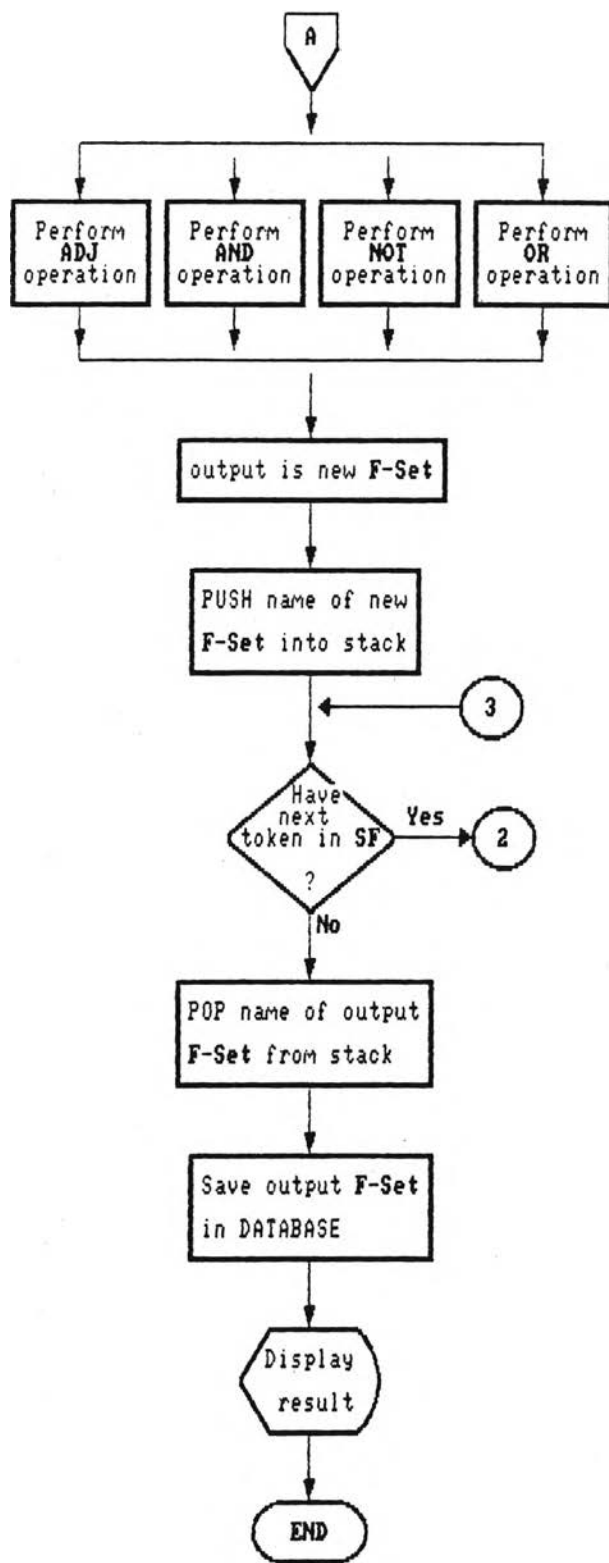 A
Perform
ADJ
operation
Perform
AND
operation
Perform
NOT
operation
Perform
OR
operation
output is new F-Set
PUSH name of new
F-Set into stack
3
Have
next
token in SF
?
Yes
2
No
POP name of output
F-Set from stack
Save output F-Set
in DATABASE
Display
result
END